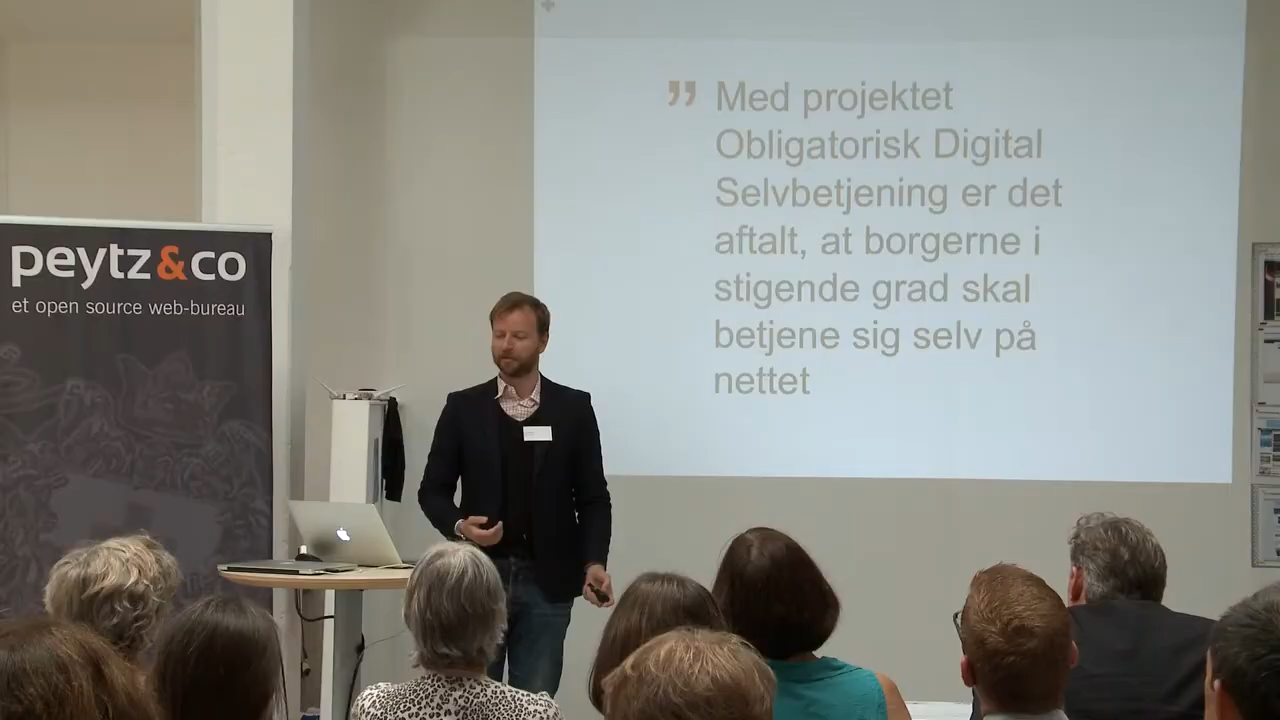 peytz&co
et open source web-bureau
” Med projektet
Obligatorisk Digital
Selvbetjening er det
aftalt, at borgerne i
stigende grad skal
betjene sig selv på
nettet